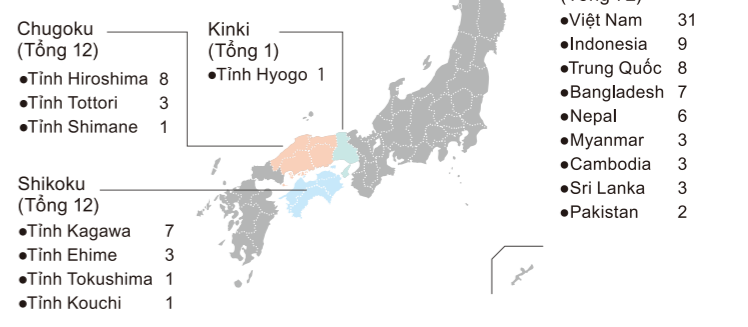 Chugoku
(Tổng 12)
●Tỉnh Hiroshima 8
●Tỉnh Tottori 3
●Tỉnh Shimane 1
Kinki
(Tổng 1)
●Tỉnh Hyogo 1
Shikoku
(Tổng 12)
●Tỉnh Kagawa 7
●Tỉnh Ehime 3
●Tỉnh Tokushima 1
●Tỉnh Kouchi 1
●Việt Nam 31
●Indonesia 9
●Trung Quốc 8
●Bangladesh 7
●Nepal 6
●Myanmar 3
●Cambodia 3
●Sri Lanka 3
●Pakistan 2